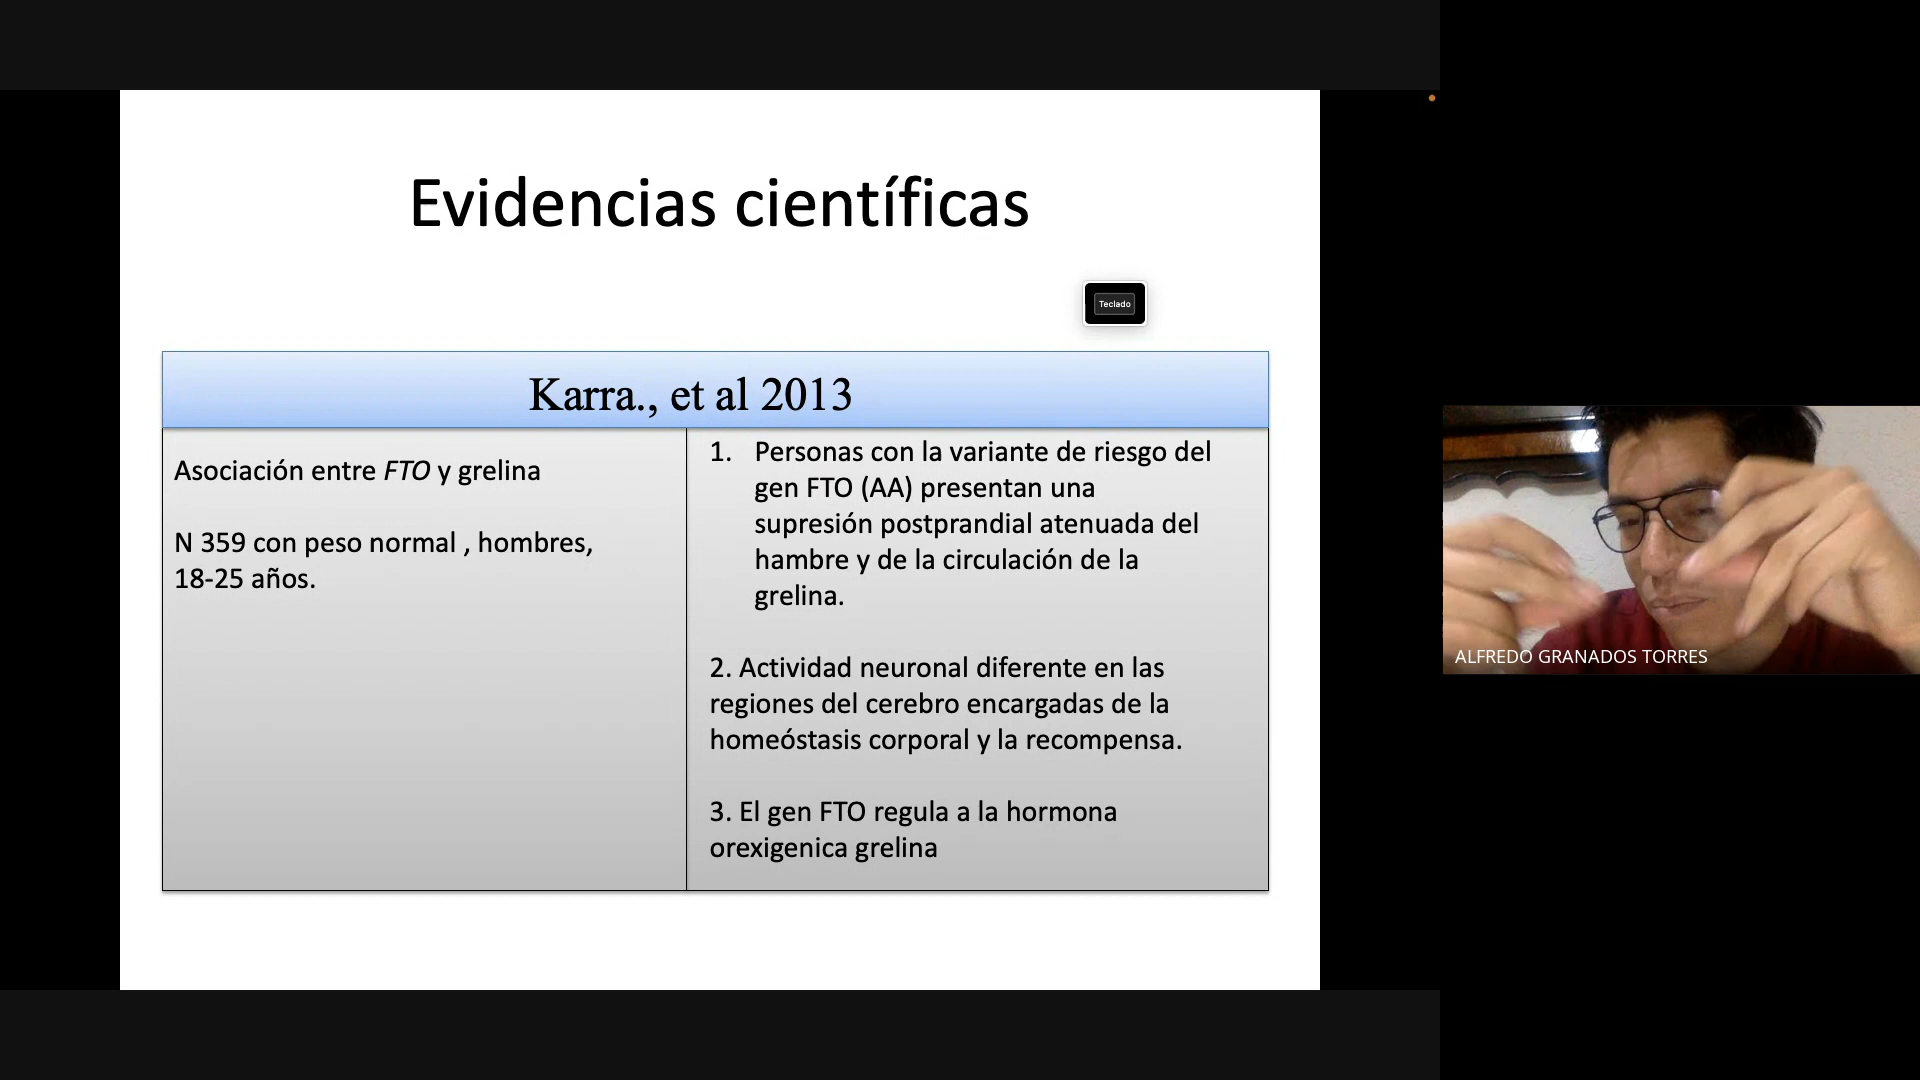 Evidencias científicas
Teclado
Karra., et al 2013
Asociación entre FTO y grelina
N 359 con peso normal , hombres,
18-25 años.
1. Personas con la variante de riesgo del
gen FTO (AA) presentan una
supresión postprandial atenuada del
hambre y de la circulación de la
grelina.
2. Actividad neuronal diferente en las
regiones del cerebro encargadas de la
homeóstasis corporal y la recompensa.
3. El gen FTO regula a la hormona
orexigenica grelina
ALFREDO GRANADOS TORRES